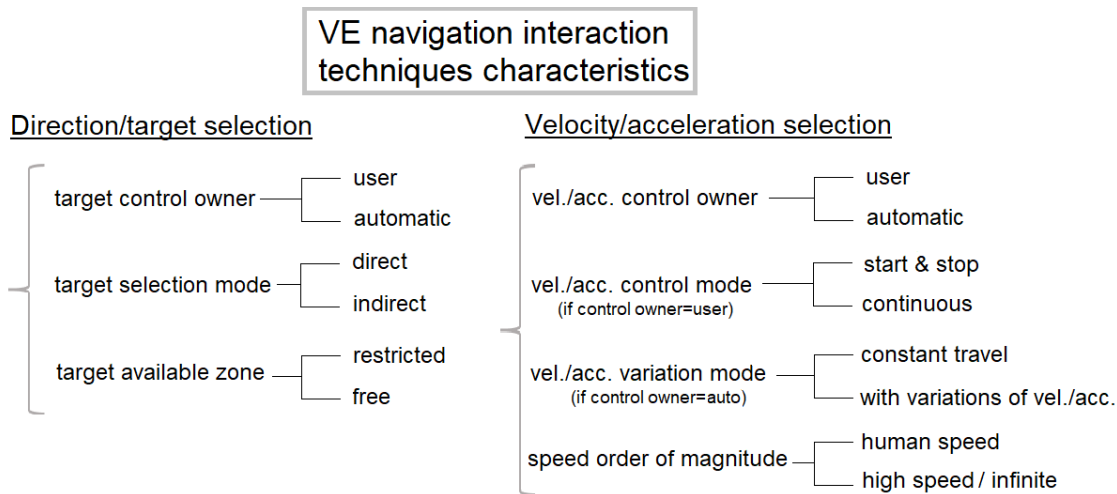 VE navigation interaction
techniques characteristics
Direction/target selection
target control owner
user
automatic
target selection mode
direct
indirect
target available zone
restricted
free
Velocity/acceleration selection
vel./acc. control owner
user
automatic
vel./acc. control mode
(if control owner=user)
start & stop
continuous
vel./acc. variation mode
(if control owner=auto)
constant travel
with variations of vel./acc.
speed order of magnitude
human speed
high speed / infinite